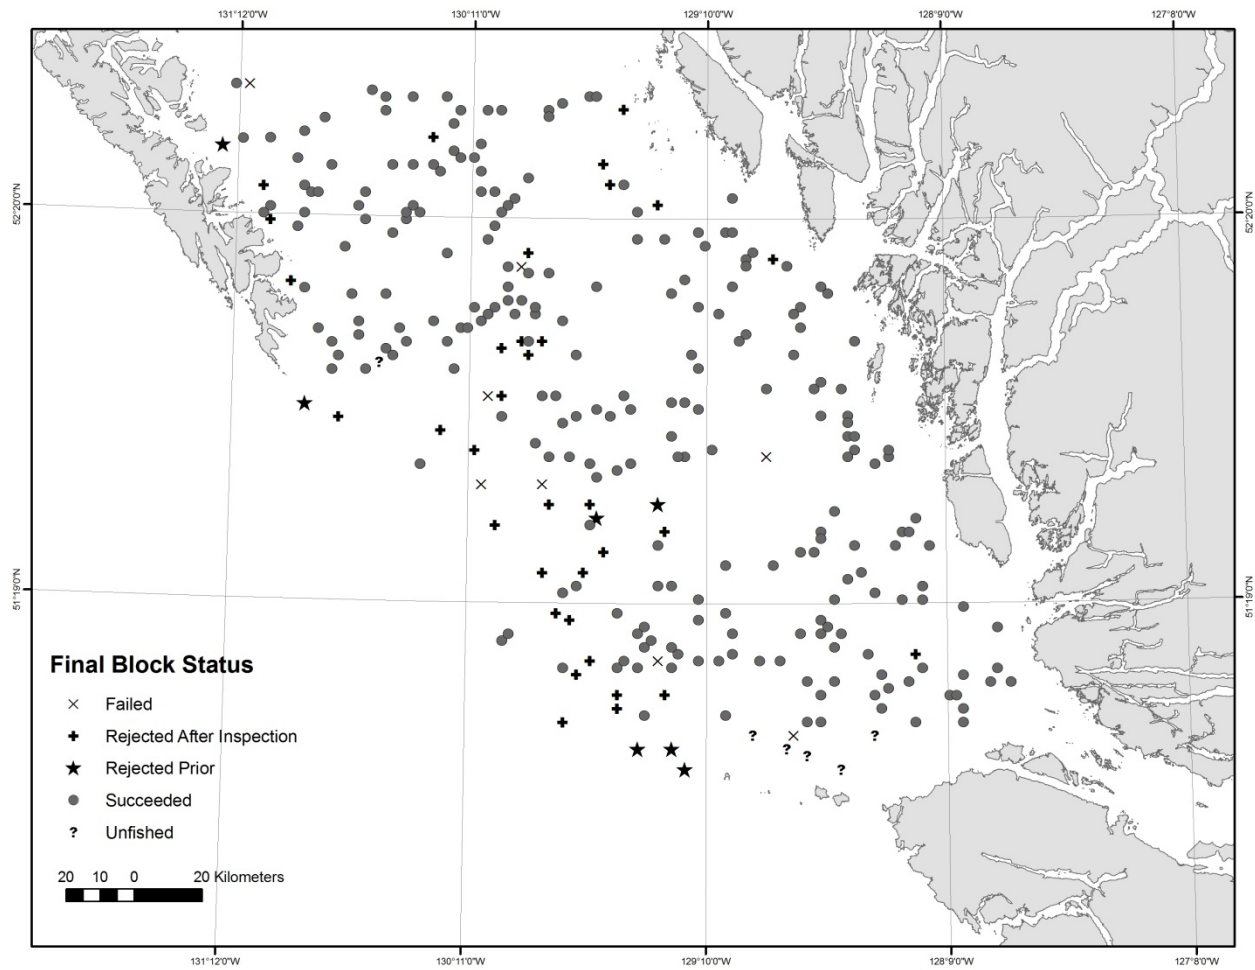 131°12'0"W 130°11'0"W 129°10'0"W 128°9'0"W 127°8'0"W
52°20'0"N 52°20'0"N
51°19'0"N 51°19'0"N
Final Block Status
Failed
Rejected After Inspection
Rejected Prior
Succeeded
Unfished
20 10 0 20 Kilometers
131°12'0"W 130°11'0"W 129°10'0"W 128°9'0"W 127°8'0"W